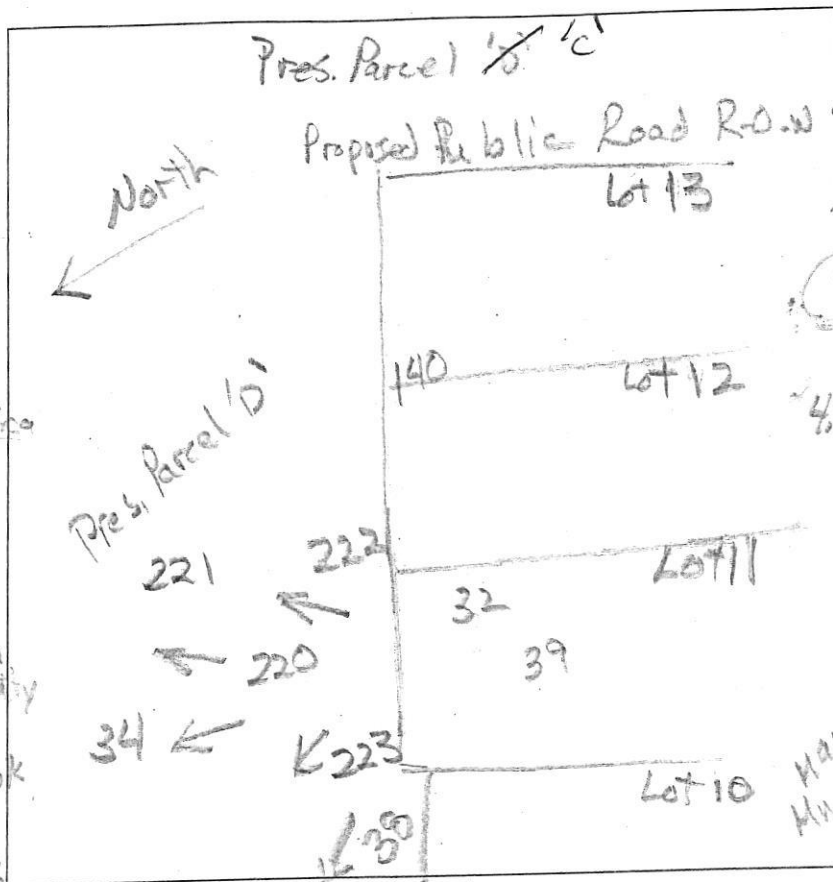 Pres. Parcel 'D' 'C'
Proposed Public Road R.O.W
North
Lot 13
140
Lot 12
4,
Pres. Parcel 'D'
222
221
Lot 11
32
220
39
34
223
Lot 10
38